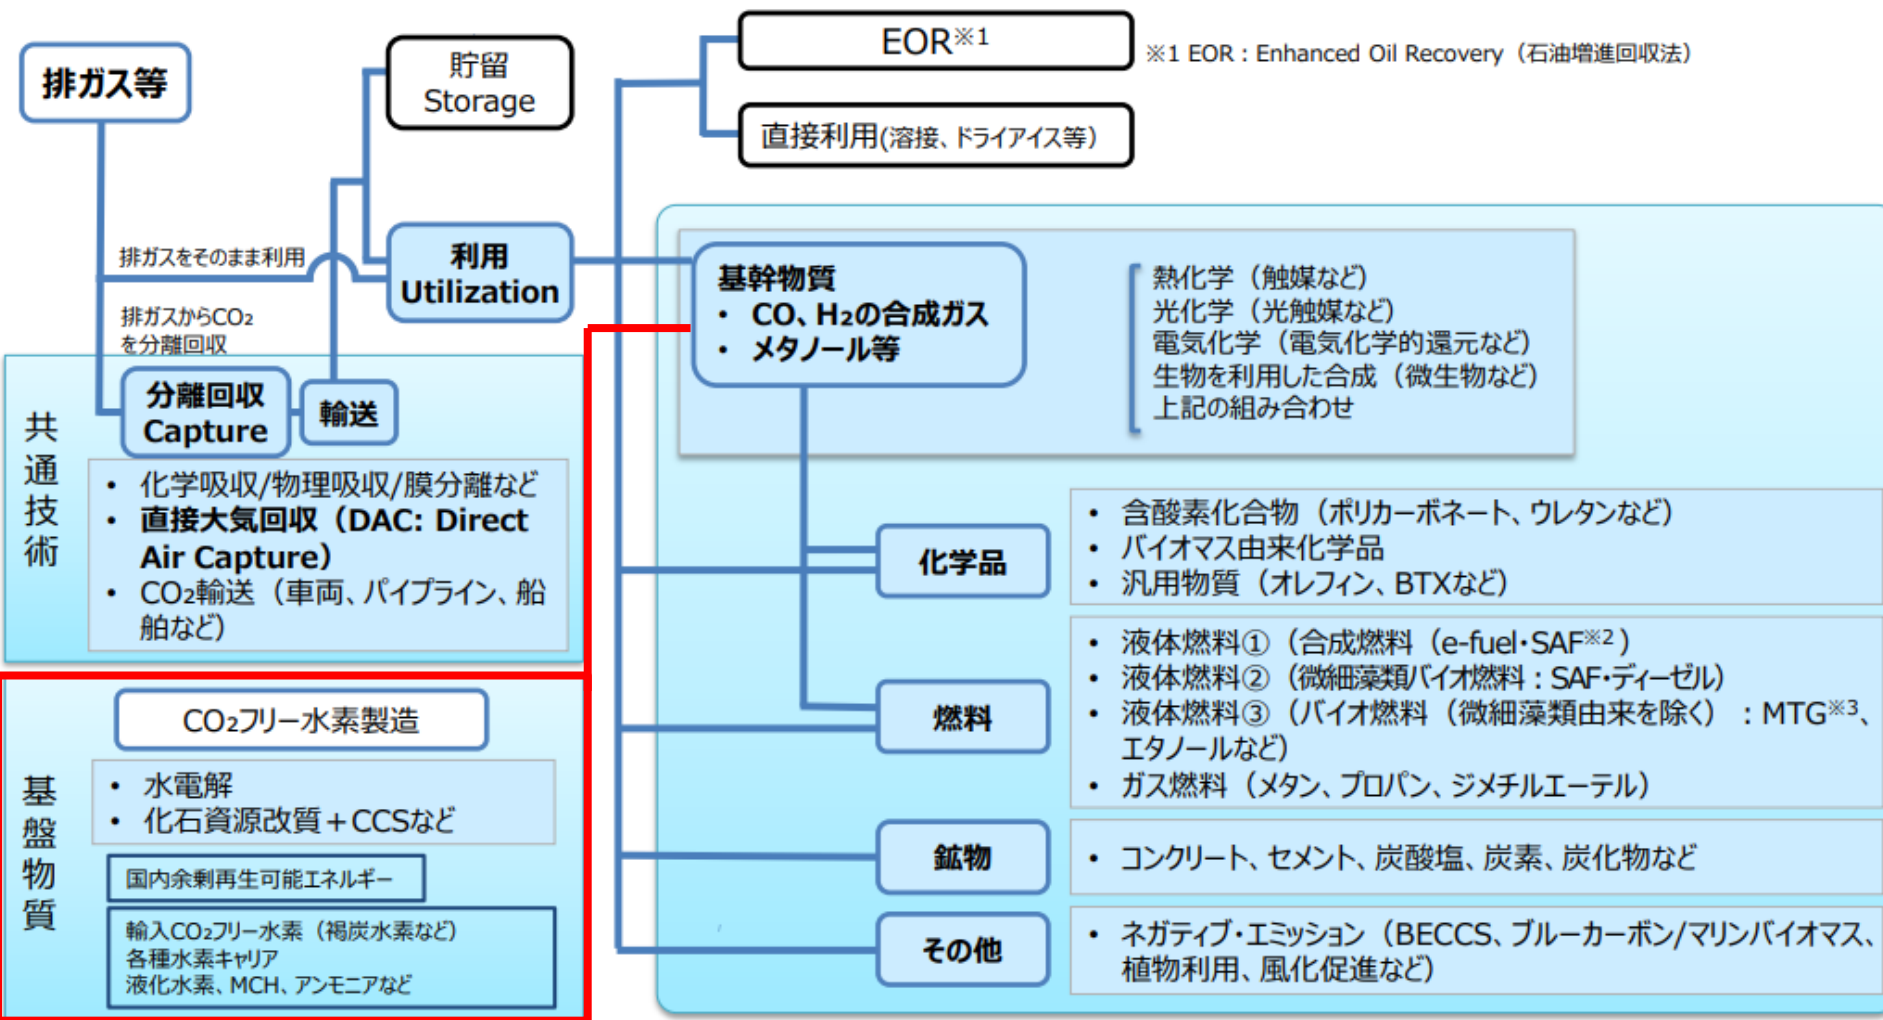 排ガス等
貯留
Storage
EOR※1
※1 EOR：Enhanced Oil Recovery（石油増進回収法）
直接利用(溶接、ドライアイス等）
排ガスをそのまま利用
利用
Utilization
排ガスからCO₂
を分離回収
基幹物質
・ CO、H₂の合成ガス
・ メタノール等
熱化学（触媒など）
光化学（光触媒など）
電気化学（電気化学的還元など）
生物を利用した合成（微生物など）
上記の組み合わせ
共通技術
分離回収
Capture
輸送
• 化学吸収/物理吸収/膜分離など
• 直接大気回収（DAC: Direct
Air Capture）
• CO₂輸送（車両、パイプライン、船
舶など）
化学品
• 含酸素化合物（ポリカーボネート、ウレタンなど）
• バイオマス由来化学品
• 汎用物質（オレフィン、BTXなど）
燃料
• 液体燃料①（合成燃料（e-fuel・SAF※2）
• 液体燃料②（微細藻類バイオ燃料：SAF・ディーゼル）
• 液体燃料③（バイオ燃料（微細藻類由来を除く）：MTG※3、
エタノールなど）
• ガス燃料（メタン、プロパン、ジメチルエーテル）
鉱物
• コンクリート、セメント、炭酸塩、炭素、炭化物など
その他
• ネガティブ・エミッション（BECCS、ブルーカーボン/マリンバイオマス、
植物利用、風化促進など）
基盤物質
CO₂フリー水素製造
• 水電解
• 化石資源改質＋CCSなど
国内余剰再生可能エネルギー
輸入CO₂フリー水素（褐炭水素など）
各種水素キャリア
液化水素、MCH、アンモニアなど